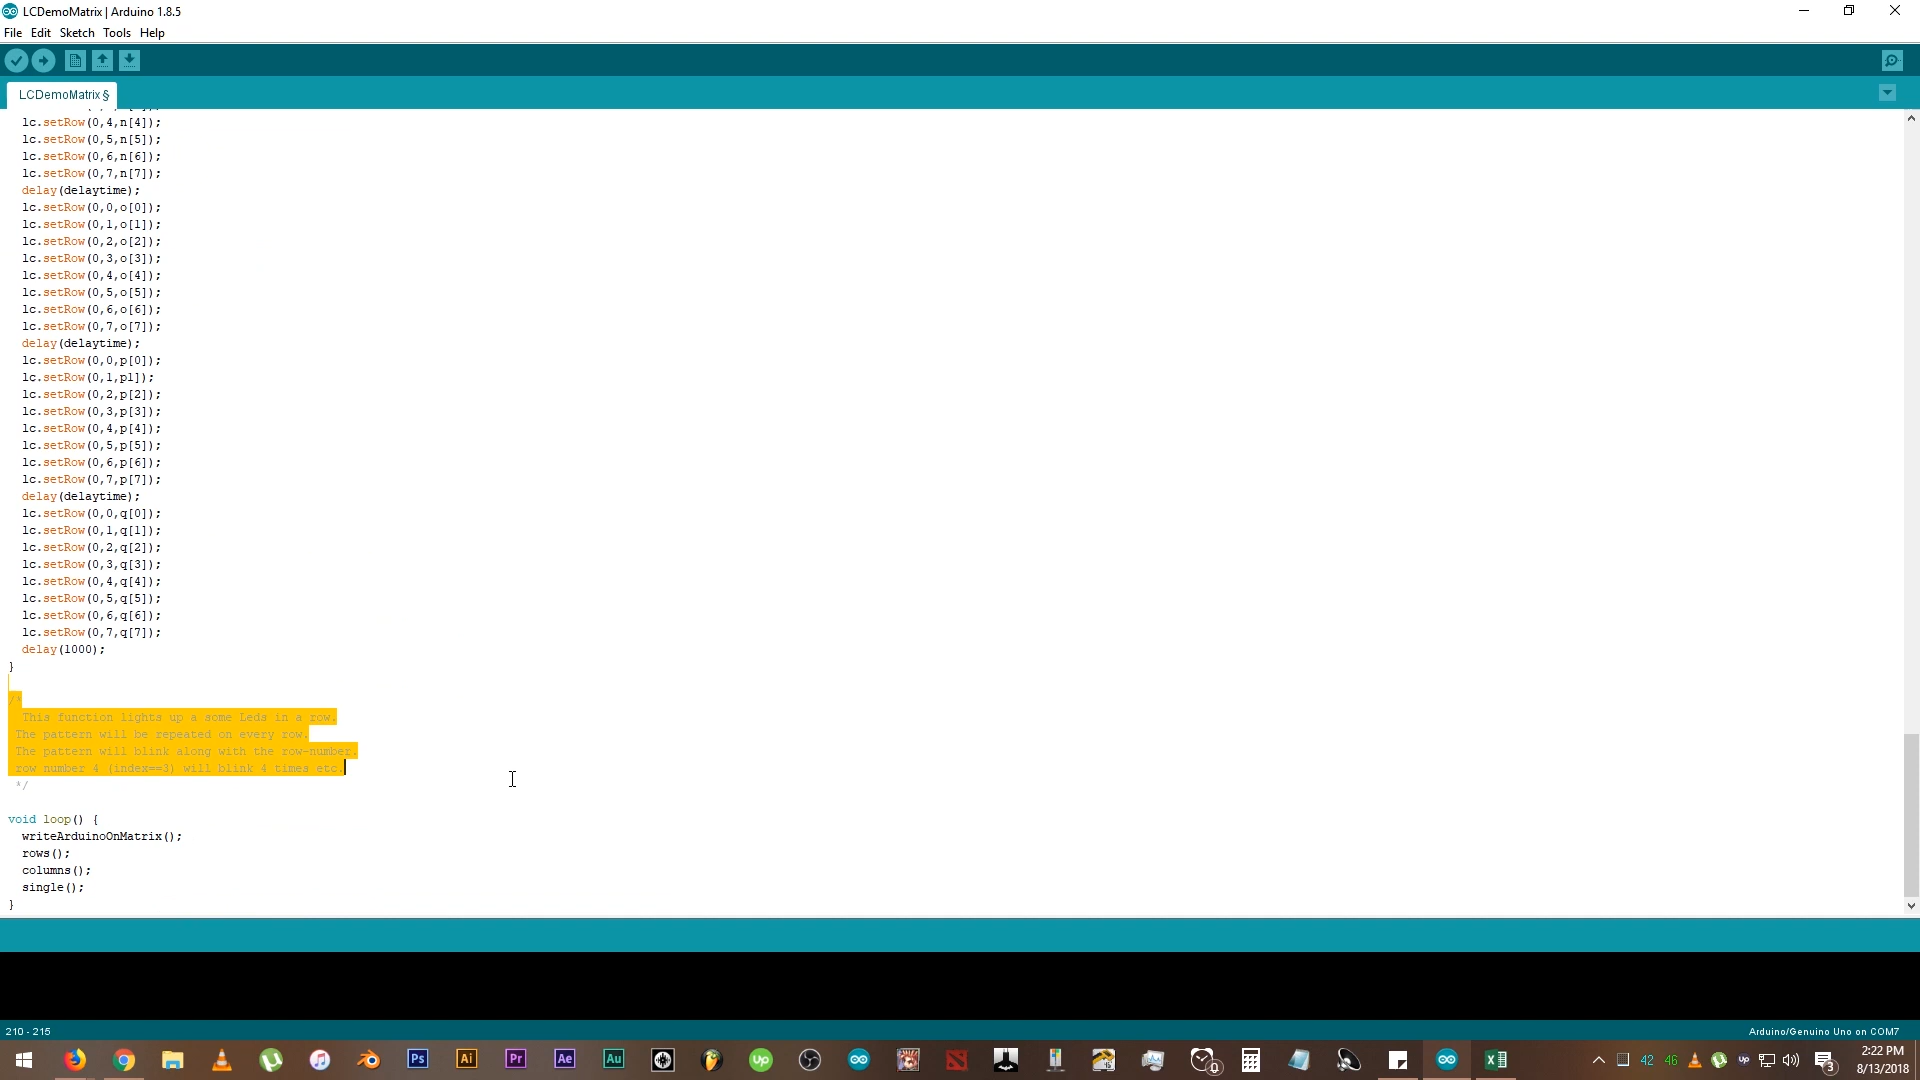 LCDemoMatrix | Arduino 1.8.5
File Edit Sketch Tools Help
LCDemoMatrix §
lc.setRow(0,4,n[4]);
lc.setRow(0,5,n[5]);
lc.setRow(0,6,n[6]);
lc.setRow(0,7,n[7]);
delay(delaytime);
lc.setRow(0,0,o[0]);
lc.setRow(0,1,o[1]);
lc.setRow(0,2,o[2]);
lc.setRow(0,3,o[3]);
lc.setRow(0,4,o[4]);
lc.setRow(0,5,o[5]);
lc.setRow(0,6,o[6]);
lc.setRow(0,7,o[7]);
delay(delaytime);
lc.setRow(0,0,p[0]);
lc.setRow(0,1,p1]);
lc.setRow(0,2,p[2]);
lc.setRow(0,3,p[3]);
lc.setRow(0,4,p[4]);
lc.setRow(0,5,p[5]);
lc.setRow(0,6,p[6]);
lc.setRow(0,7,p[7]);
delay(delaytime);
lc.setRow(0,0,q[0]);
lc.setRow(0,1,q[1]);
lc.setRow(0,2,q[2]);
lc.setRow(0,3,q[3]);
lc.setRow(0,4,q[4]);
lc.setRow(0,5,q[5]);
lc.setRow(0,6,q[6]);
lc.setRow(0,7,q[7]);
delay(1000);
}
/*
This function lights up a some Leds in a row.
The pattern will be repeated on every row.
The pattern will blink along with the row-number.
row number 4 (index==3) will blink 4 times etc.
*/
void loop() {
writeArduinoOnMatrix();
rows();
columns();
single();
}
210 - 215
Arduino/Genuino Uno on COM7
Ps Ai Pr Ae Au Up
42 46 up 3
2:22 PM
8/13/2018